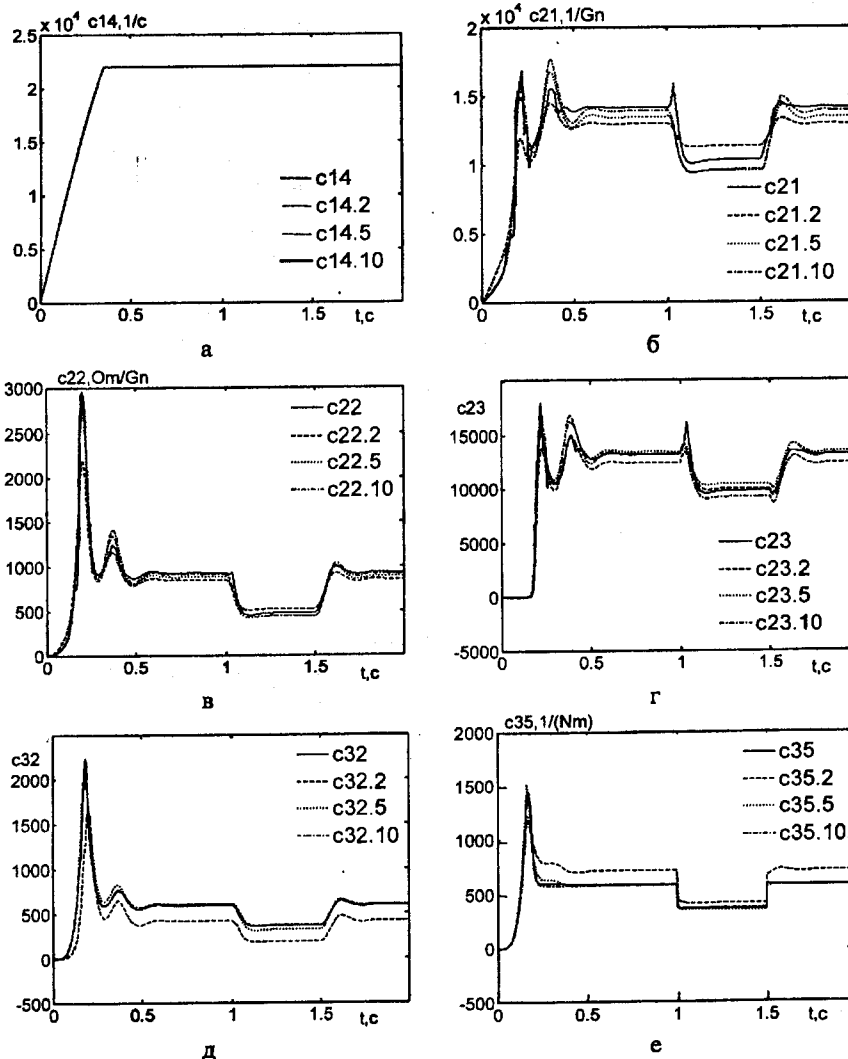 x 10⁴ c14,1/c
2.5
2
1.5
1
0.5
0
0 0.5 1 1.5 t,c
c14
c14.2
c14.5
c14.10
а
x 10⁴ c21,1/Gn
2
1.5
1
0.5
0
0 0.5 1 1.5 t,c
c21
c21.2
c21.5
c21.10
б
c22,Om/Gn
3000
2500
2000
1500
1000
500
0
0 0.5 1 1.5 t,c
c22
c22.2
c22.5
c22.10
в
c23
15000
10000
5000
0
-5000
0 0.5 1 1.5 t,c
c23
c23.2
c23.5
c23.10
г
c32
2000
1500
1000
500
0
-500
0 0.5 1 1.5 t,c
c32
c32.2
c32.5
c32.10
д
c35,1/(Nm)
2000
1500
1000
500
0
-500
0 0.5 1 1.5 t,c
c35
c35.2
c35.5
c35.10
е